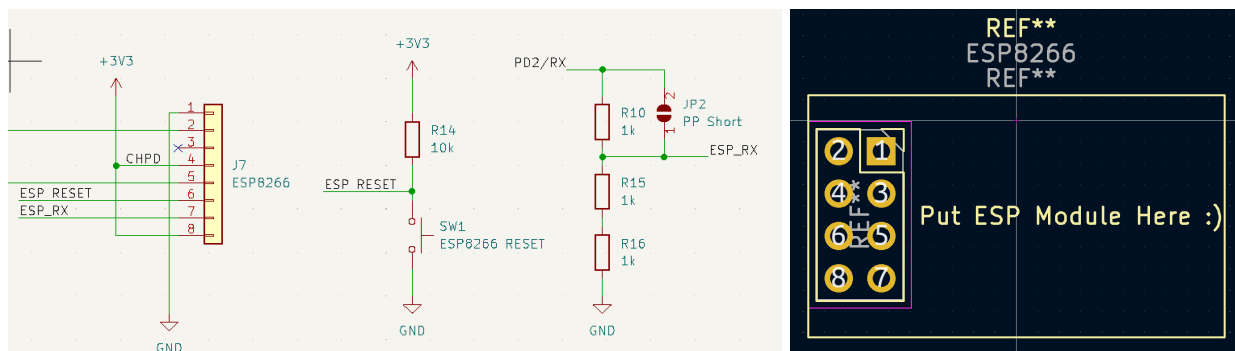 +3V3
1
2
3
4
5
6
7
8
CHPD
J7
ESP8266
ESP RESET
ESP_RX
GND
+3V3
R14
10k
ESP RESET
SW1
ESP8266 RESET
GND
PD2/RX
R10
1k
2
JP2
PP Short
1
ESP_RX
R15
1k
R16
1k
GND
REF**
ESP8266
REF**
2 1
4 3
6 5
8 7
REF**
Put ESP Module Here :)